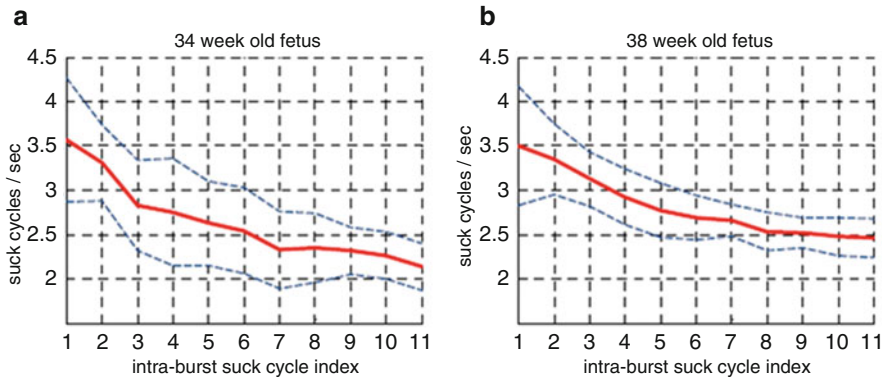 a
34 week old fetus
4.5
4
3.5
3
2.5
2
suck cycles / sec
1 2 3 4 5 6 7 8 9 10 11
intra-burst suck cycle index
b
38 week old fetus
4.5
4
3.5
3
2.5
2
suck cycles / sec
1 2 3 4 5 6 7 8 9 10 11
intra-burst suck cycle index